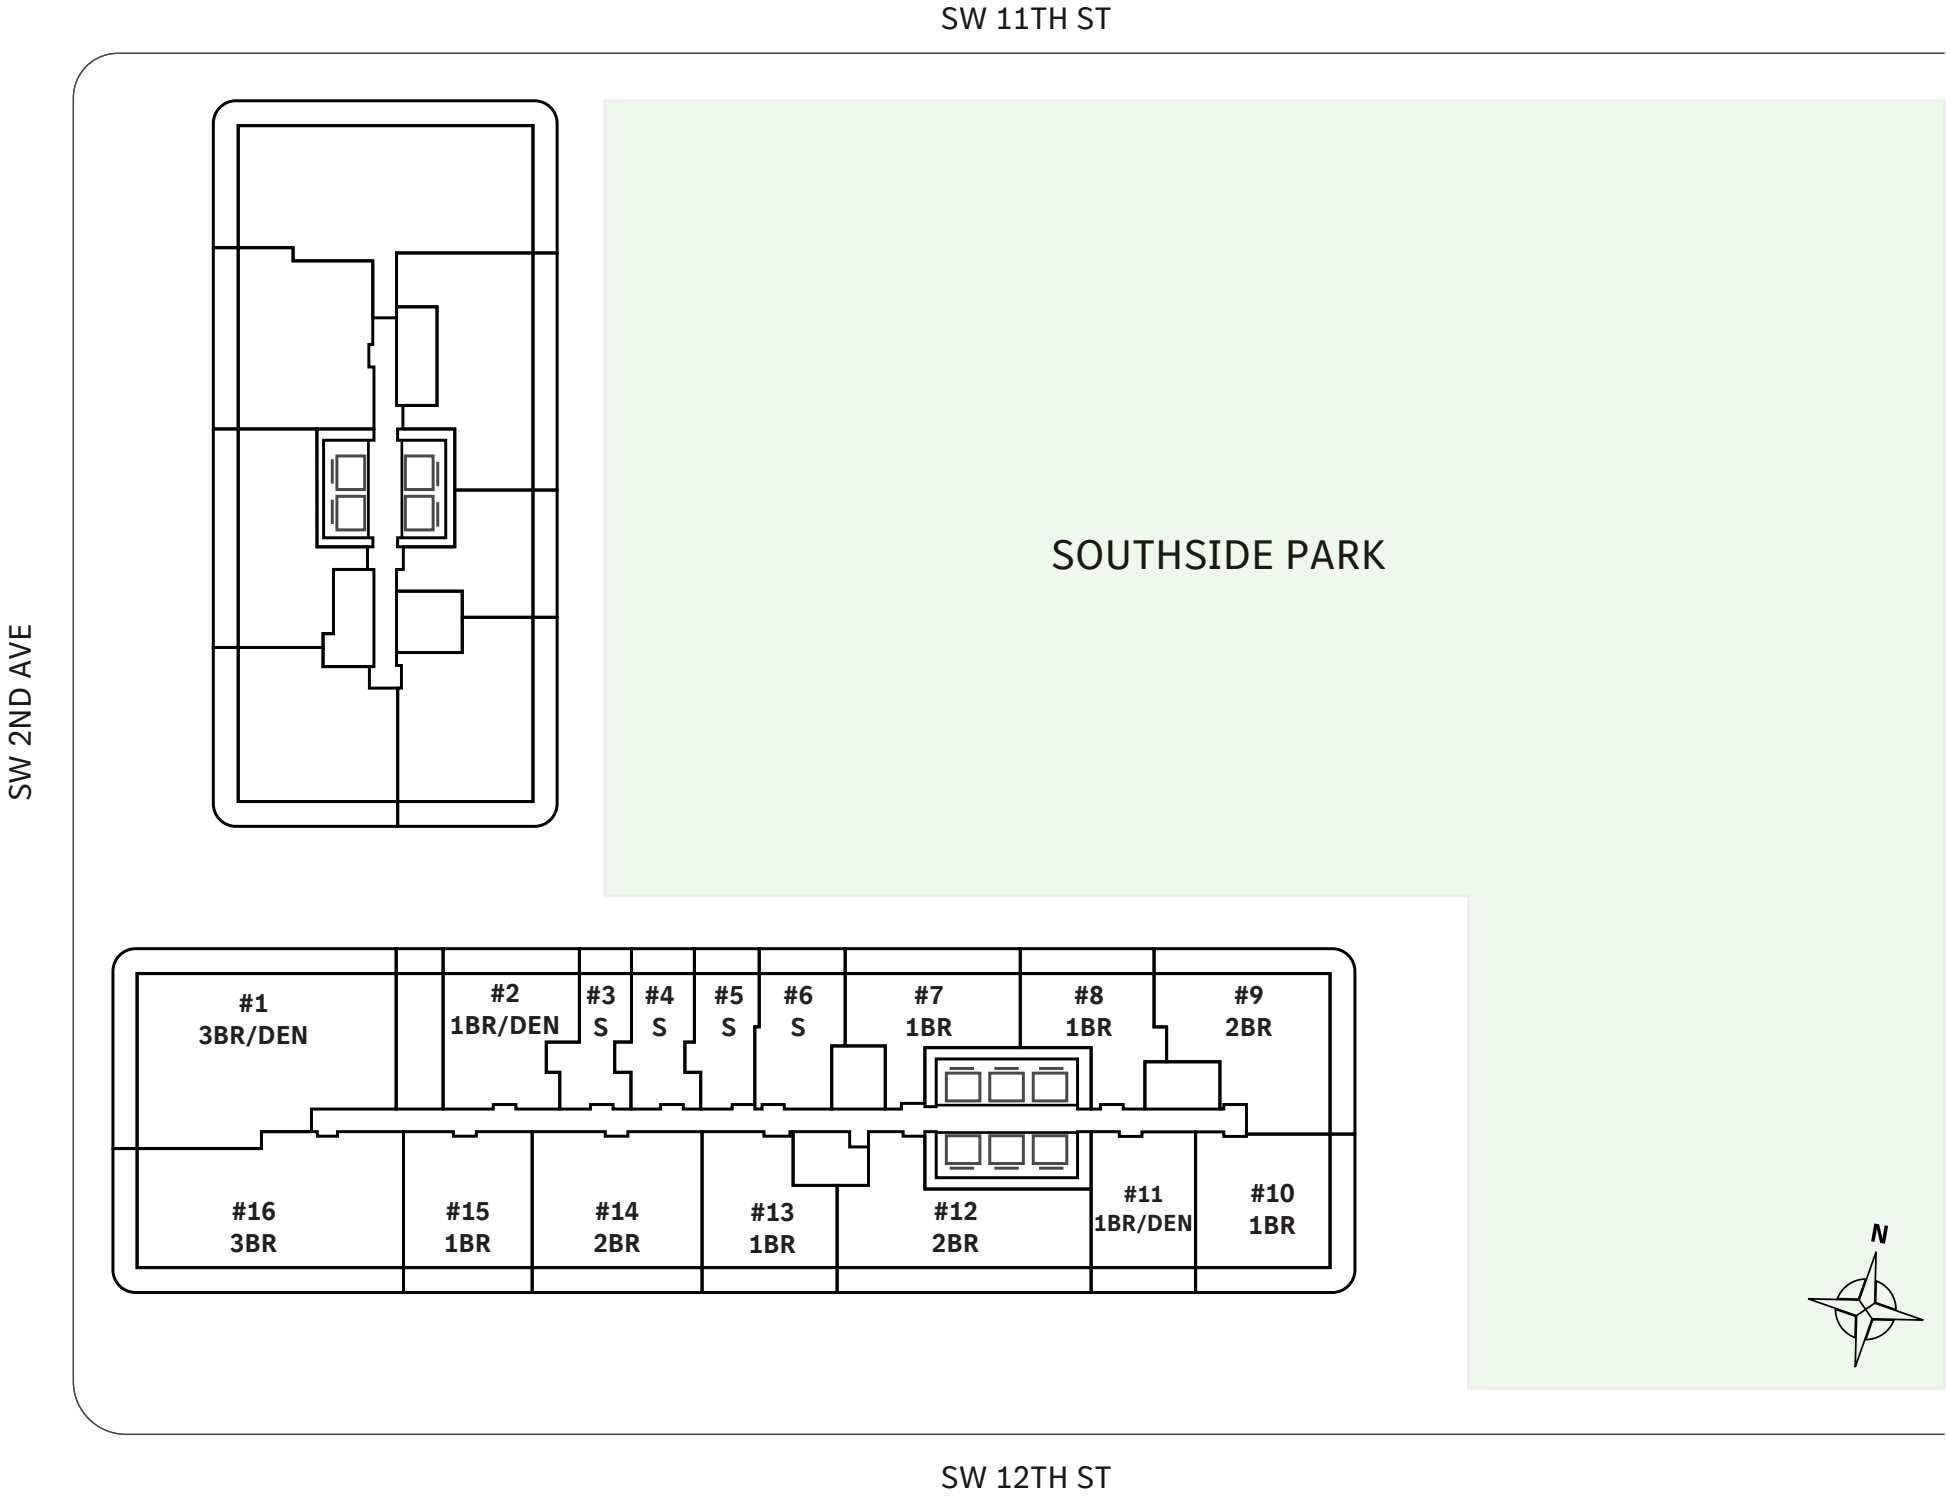 SW 11TH ST
SOUTHSIDE PARK
SW 2ND AVE
#1
3BR/DEN
#2
1BR/DEN
#3
S
#4
S
#5
S
#6
S
#7
1BR
#8
1BR
#9
2BR
#16
3BR
#15
1BR
#14
2BR
#13
1BR
#12
2BR
#11
1BR/DEN
#10
1BR
N
SW 12TH ST